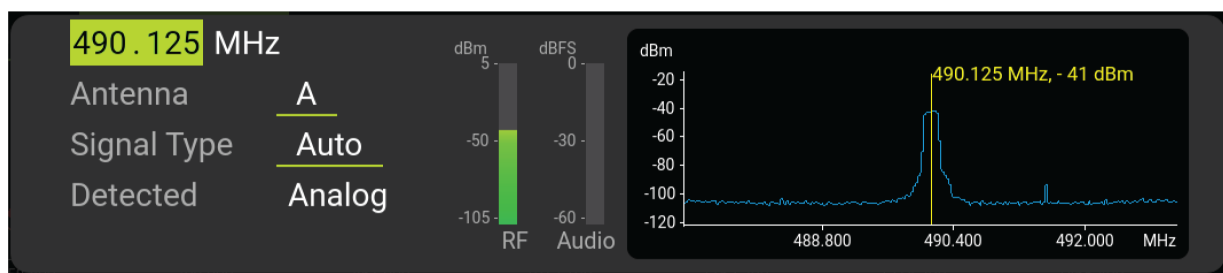 490.125 MHz
Antenna A
Signal Type Auto
Detected Analog
dBm dBFS
5 - 0 -
-50 - -30 -
-105 - -60 -
RF Audio
dBm
490.125 MHz, - 41 dBm
-20
-40
-60
-80
-100
-120
488.800 490.400 492.000 MHz